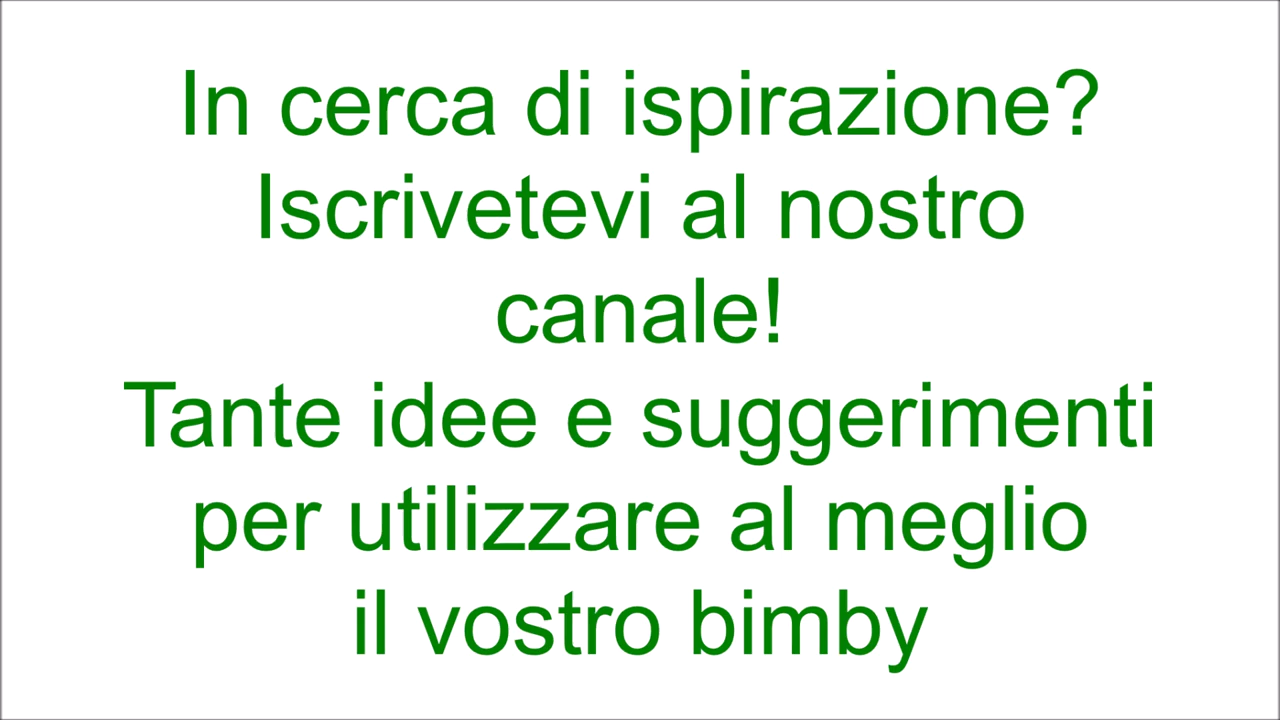 In cerca di ispirazione?
Iscrivetevi al nostro
canale!
Tante idee e suggerimenti
per utilizzare al meglio
il vostro bimby